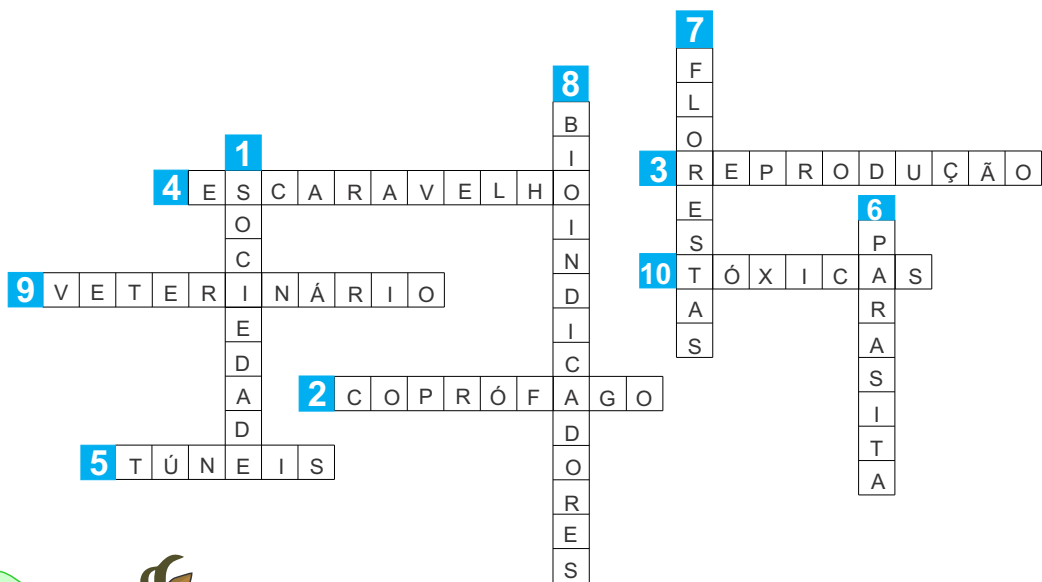 7
FLORESTAS
8
BIOINDICADORES
1
SOCIEDADE
3 REPRODUÇÃO
4 ESCARAVELHO
6
PARASITA
10 TÓXICAS
9 VETERINÁRIO
2 COPRÓFAGO
5 TÚNEIS